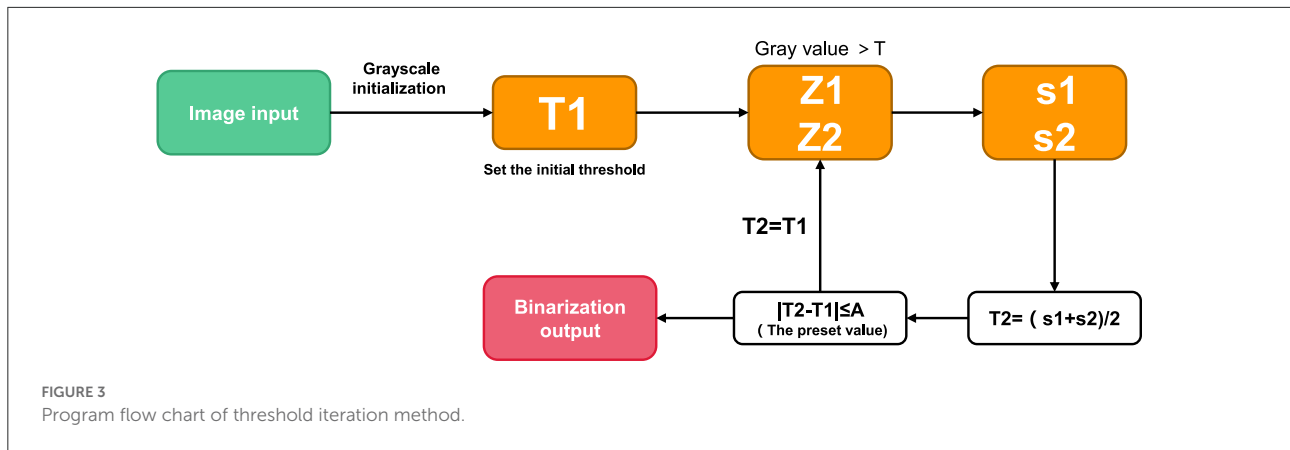 Gray value > T
Grayscale
initialization
Image input
T1
Z1
Z2
s1
s2
Set the initial threshold
T2=T1
Binarization
output
|T2-T1|≤A
( The preset value)
T2= ( s1+s2)/2
FIGURE 3
Program flow chart of threshold iteration method.